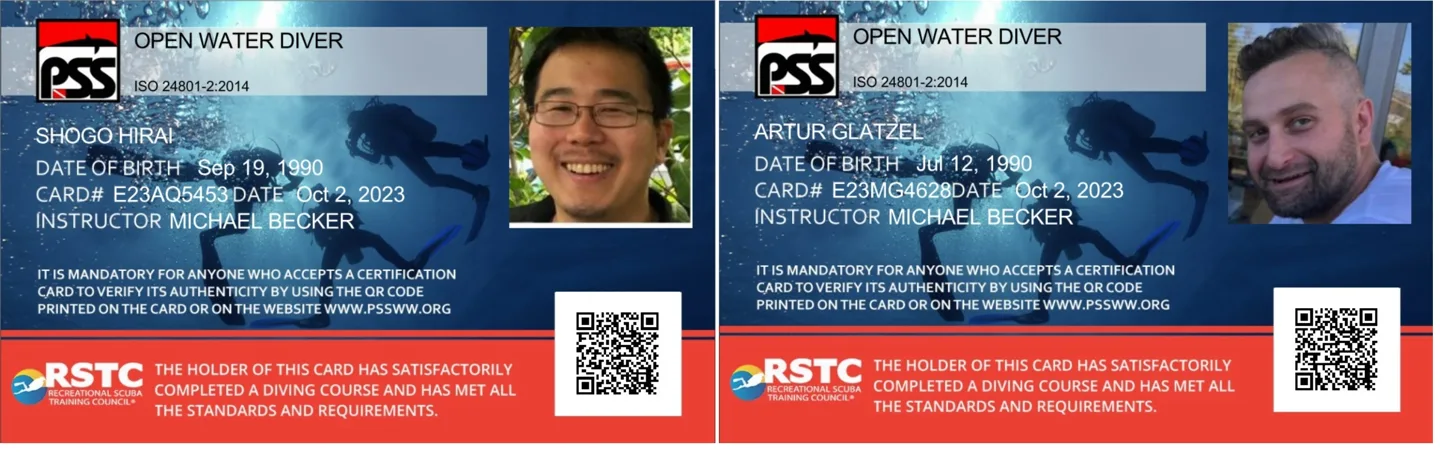 PSS
OPEN WATER DIVER
ISO 24801-2:2014
SHOGO HIRAI
DATE OF BIRTH Sep 19, 1990
CARD# E23AQ5453 DATE Oct 2, 2023
INSTRUCTOR MICHAEL BECKER
IT IS MANDATORY FOR ANYONE WHO ACCEPTS A CERTIFICATION
CARD TO VERIFY ITS AUTHENTICITY BY USING THE QR CODE
PRINTED ON THE CARD OR ON THE WEBSITE WWW.PSSWW.ORG
RSTC
RECREATIONAL SCUBA
TRAINING COUNCIL®
THE HOLDER OF THIS CARD HAS SATISFACTORILY
COMPLETED A DIVING COURSE AND HAS MET ALL
THE STANDARDS AND REQUIREMENTS.
PSS
OPEN WATER DIVER
ISO 24801-2:2014
ARTUR GLATZEL
DATE OF BIRTH Jul 12, 1990
CARD# E23MG4628DATE Oct 2, 2023
INSTRUCTOR MICHAEL BECKER
IT IS MANDATORY FOR ANYONE WHO ACCEPTS A CERTIFICATION
CARD TO VERIFY ITS AUTHENTICITY BY USING THE QR CODE
PRINTED ON THE CARD OR ON THE WEBSITE WWW.PSSWW.ORG
RSTC
RECREATIONAL SCUBA
TRAINING COUNCIL®
THE HOLDER OF THIS CARD HAS SATISFACTORILY
COMPLETED A DIVING COURSE AND HAS MET ALL
THE STANDARDS AND REQUIREMENTS.